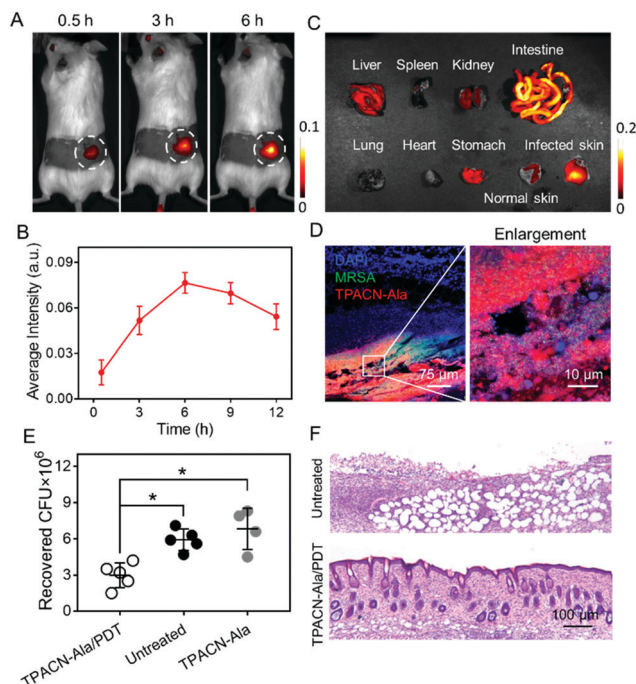 A
0.5 h
3 h
6 h
0.1
0
C
Liver
Spleen
Kidney
Intestine
Lung
Heart
Stomach
Infected skin
Normal skin
0.2
0
B
Average Intensity (a.u.)
0.09
0.06
0.03
0.00
0
3
6
9
12
Time (h)
D
DAPI
MRSA
TPACN-Ala
75 μm
Enlargement
10 μm
E
Recovered CFU×10⁶
12
9
6
3
0
*
*
TPACN-Ala/PDT
Untreated
TPACN-Ala
F
Untreated
TPACN-Ala/PDT
100 μm